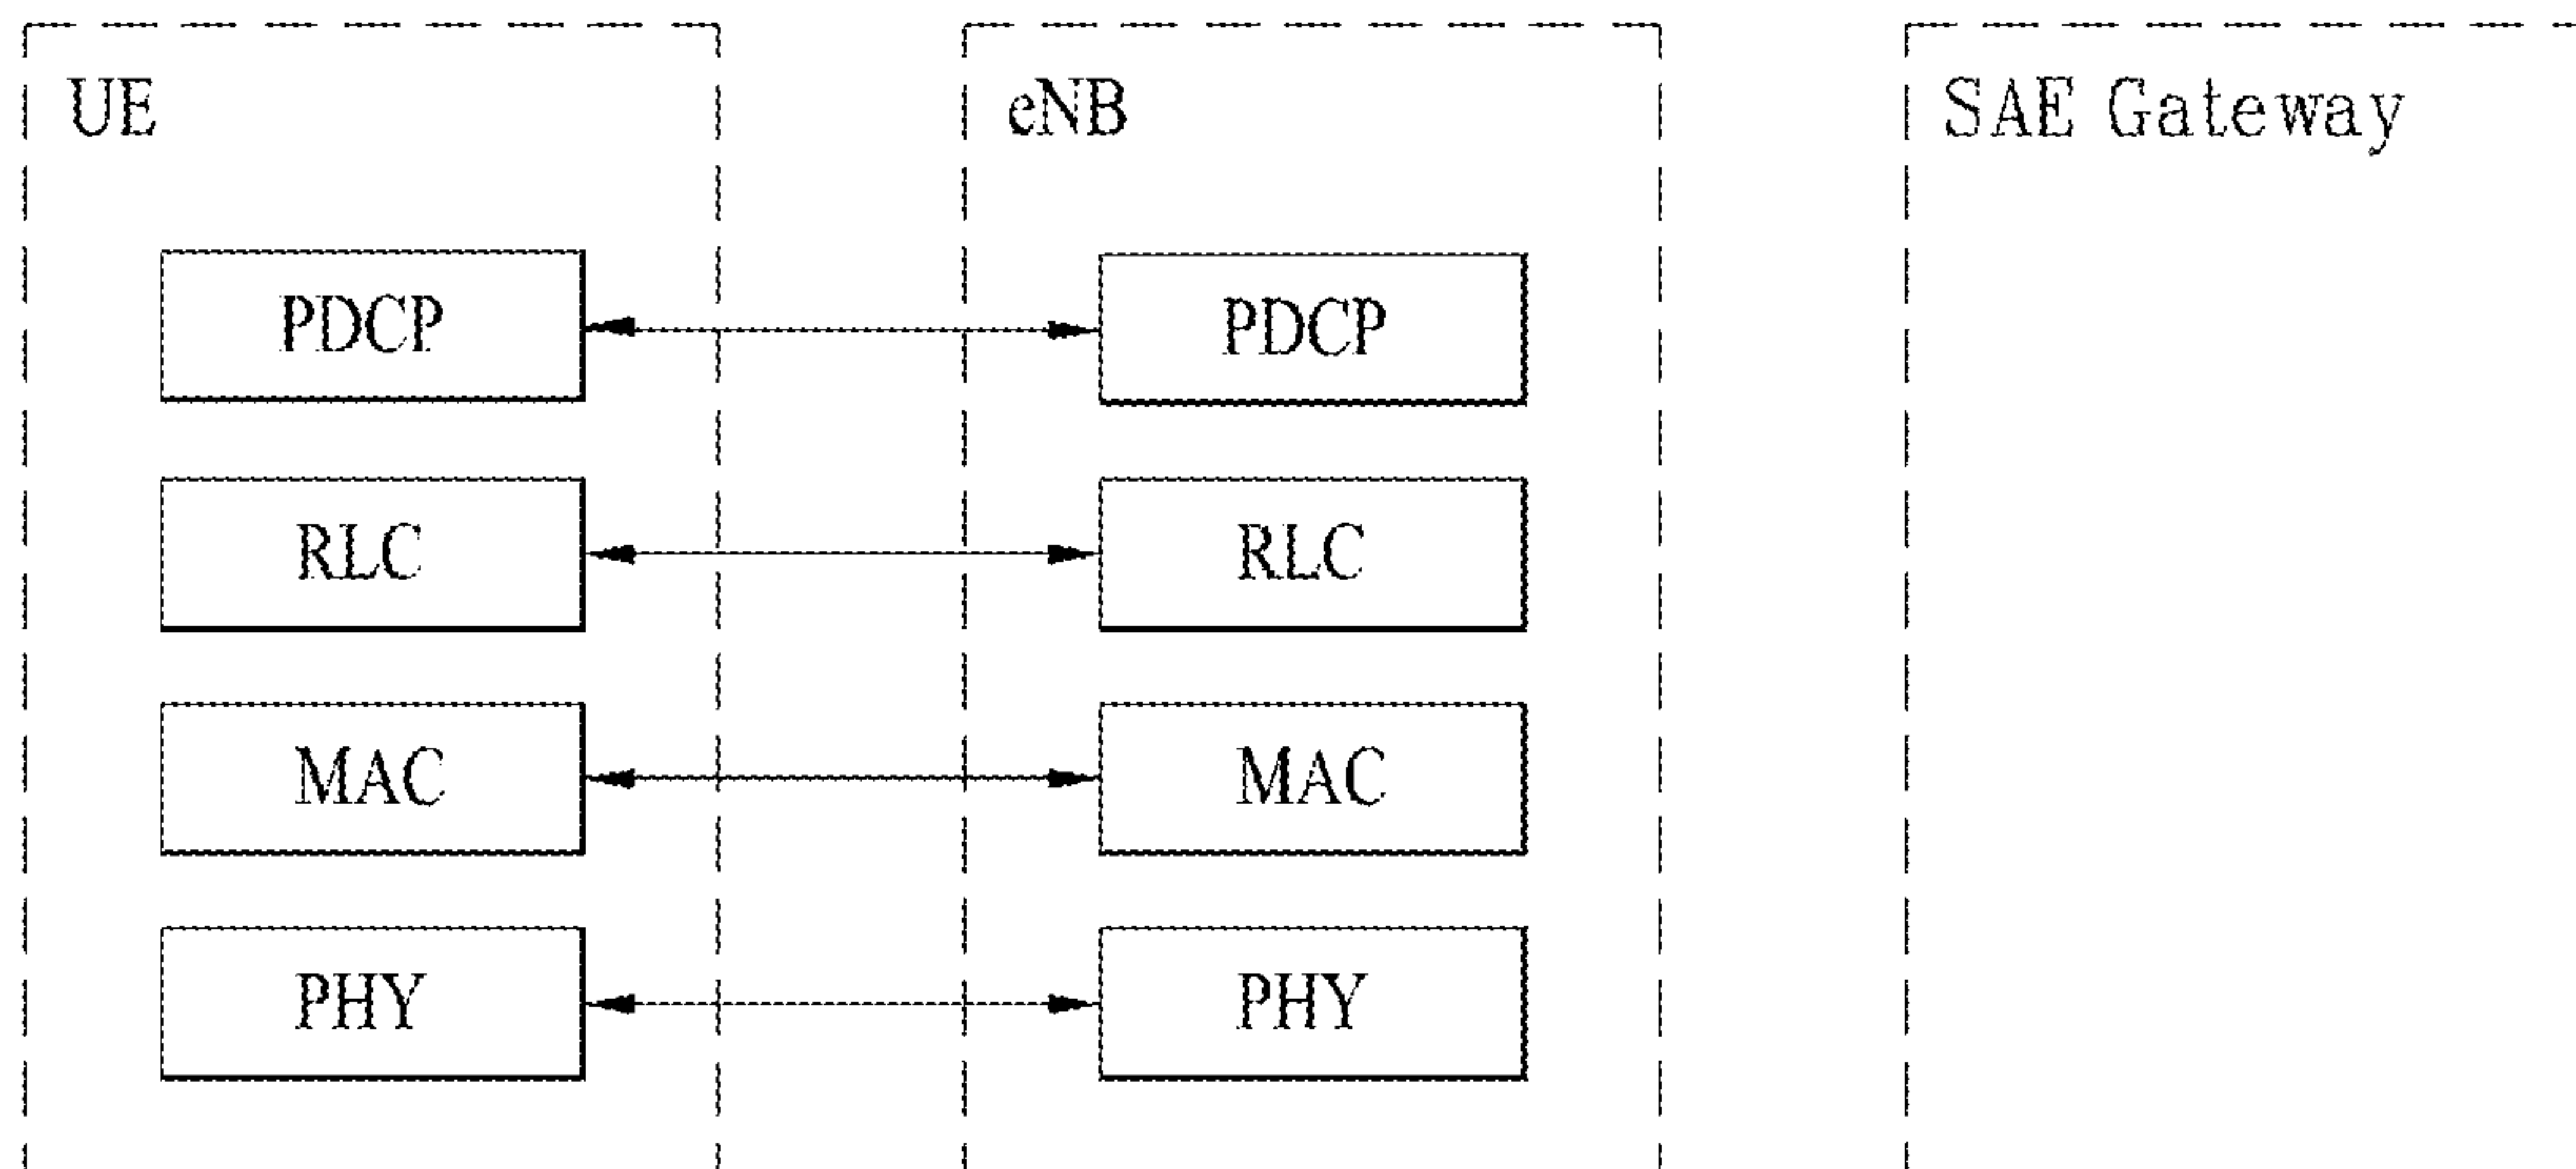 UE
eNB
SAE Gateway
PDCP
PDCP
RLC
RLC
MAC
MAC
PHY
PHY